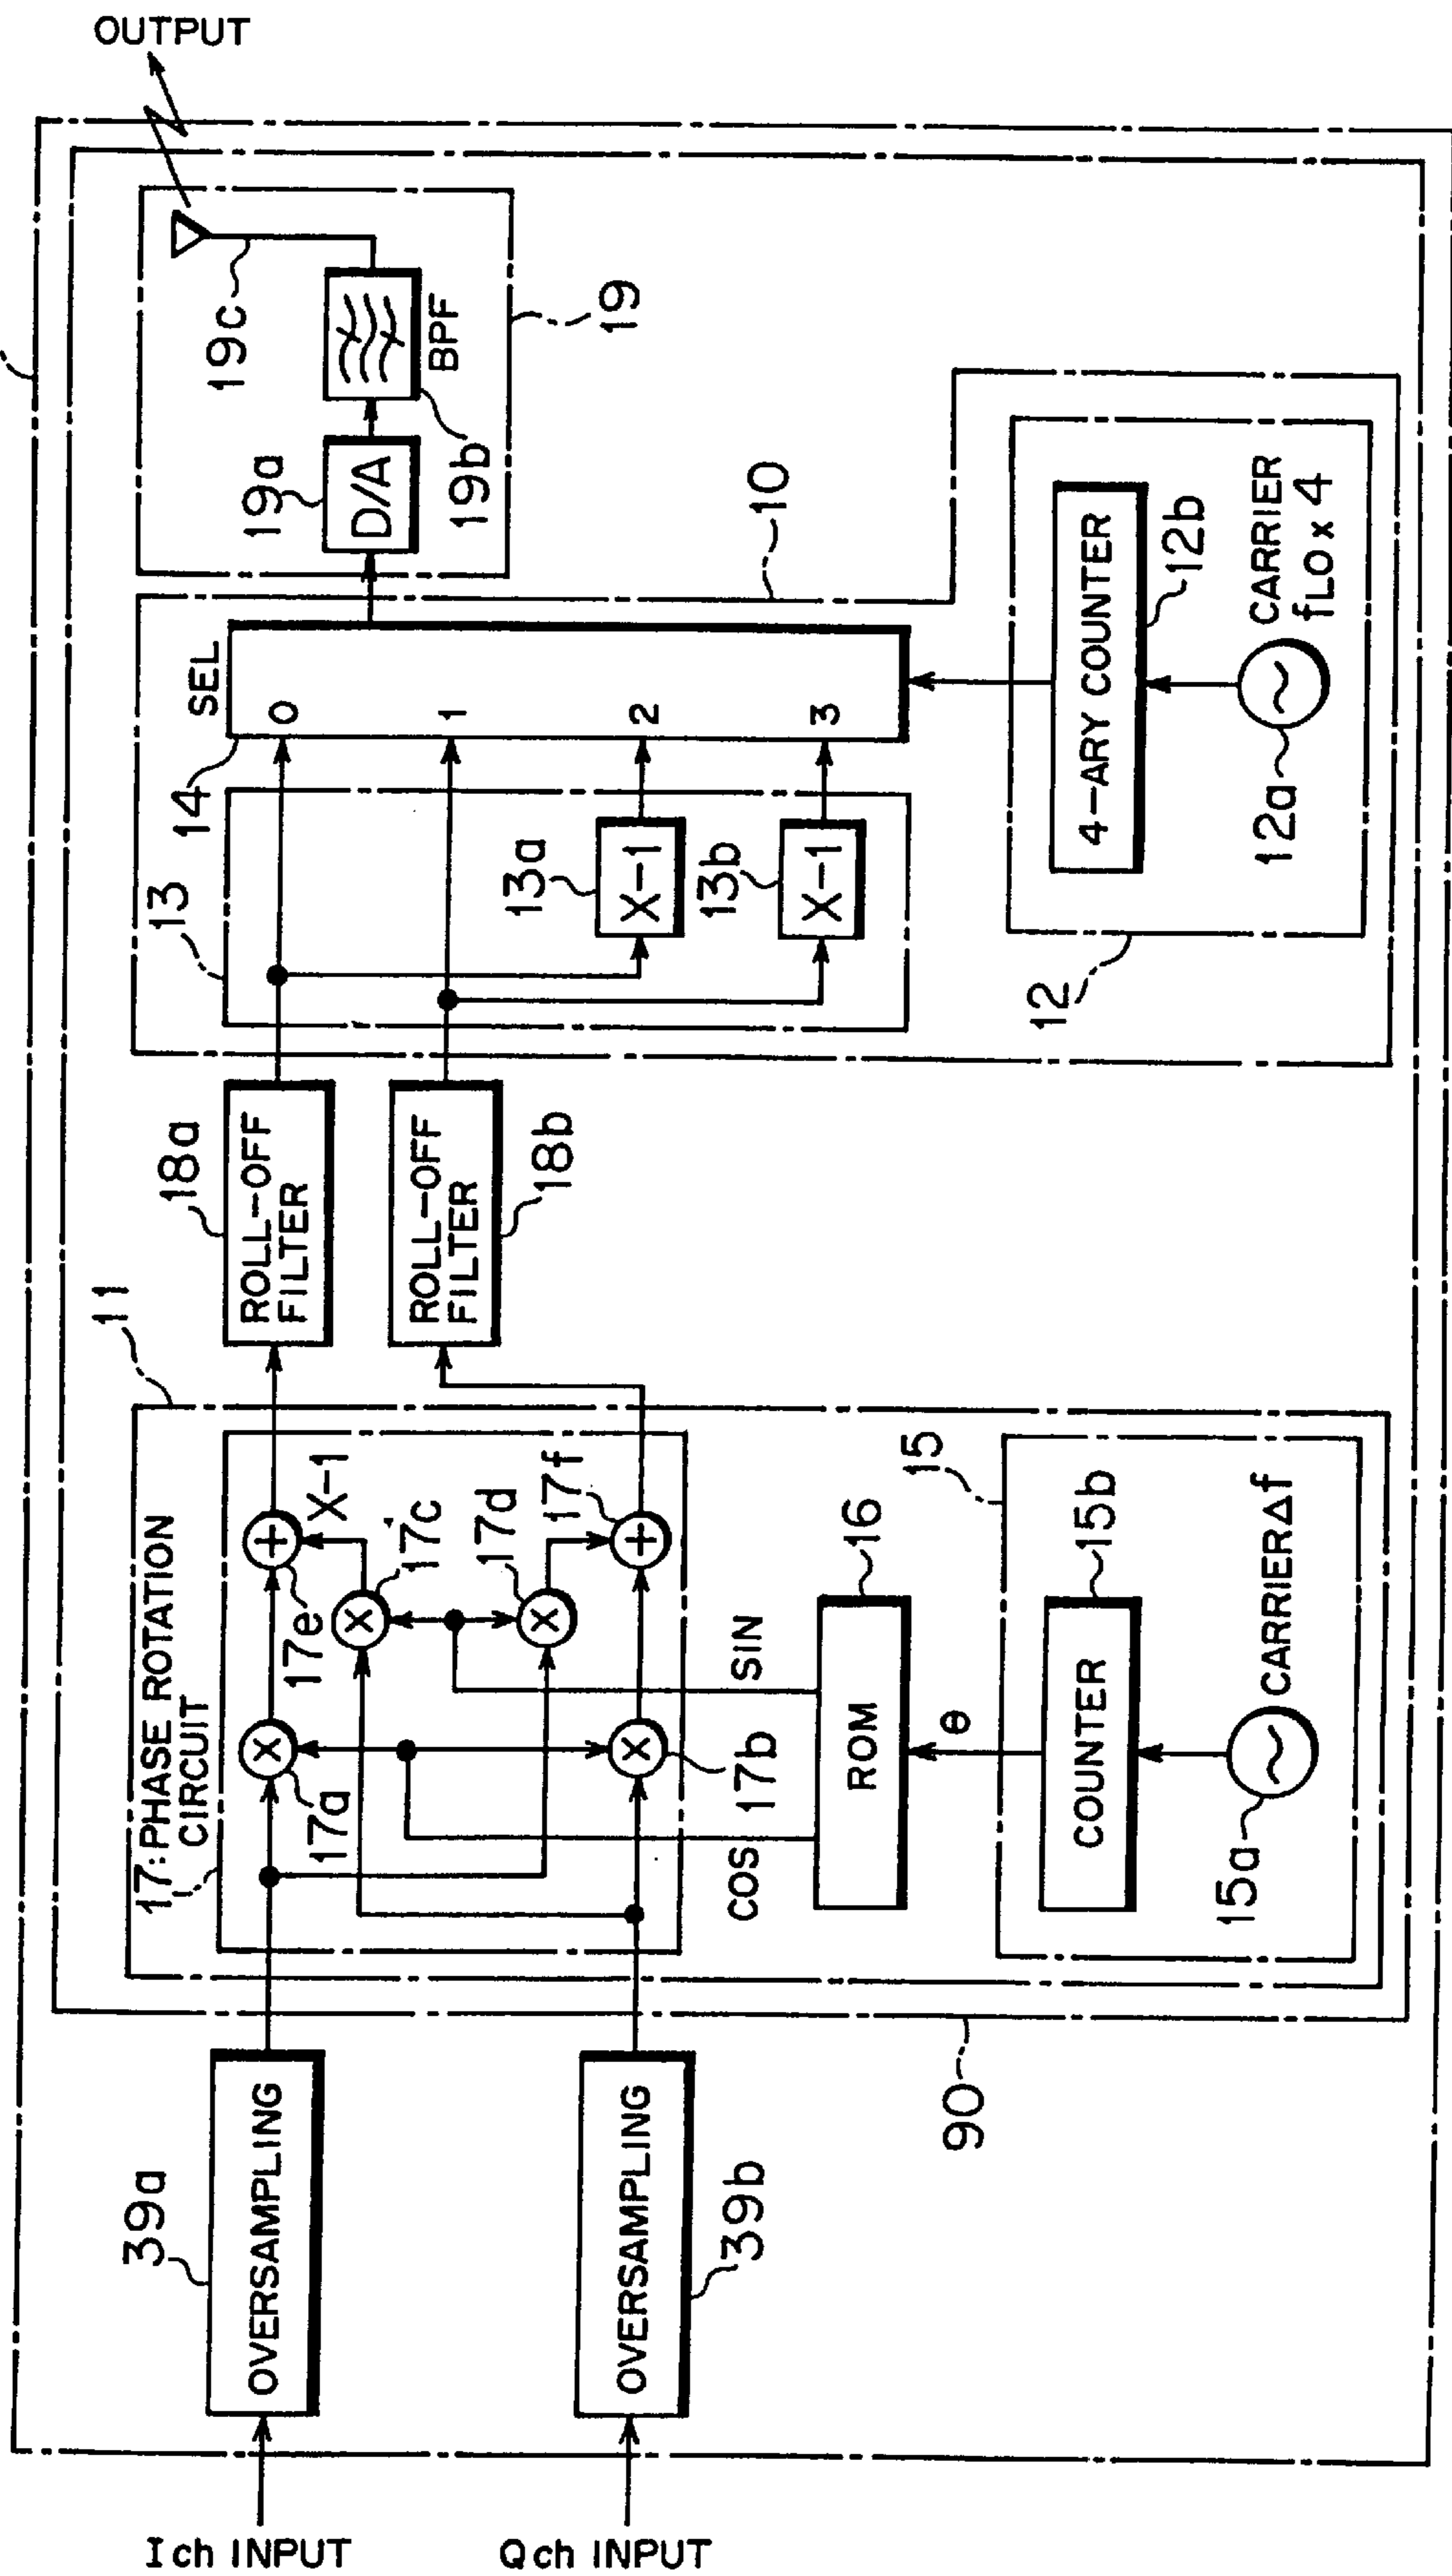 Ich INPUT
Qch INPUT
39a
OVERSAMPLING
OVERSAMPLING
39b
90
11
17:PHASE ROTATION
CIRCUIT
17a
17e
X-1
17c
17d
17f
17b
COS
SIN
16
ROM
θ
15
15b
COUNTER
15a
CARRIERΔf
18a
ROLL-OFF
FILTER
ROLL-OFF
FILTER
18b
13
14
SEL
0
1
2
3
13a
X-1
13b
X-1
10
12
4-ARY COUNTER
12b
12a
CARRIER
fLO x 4
19a
D/A
19b
BPF
19c
19
OUTPUT